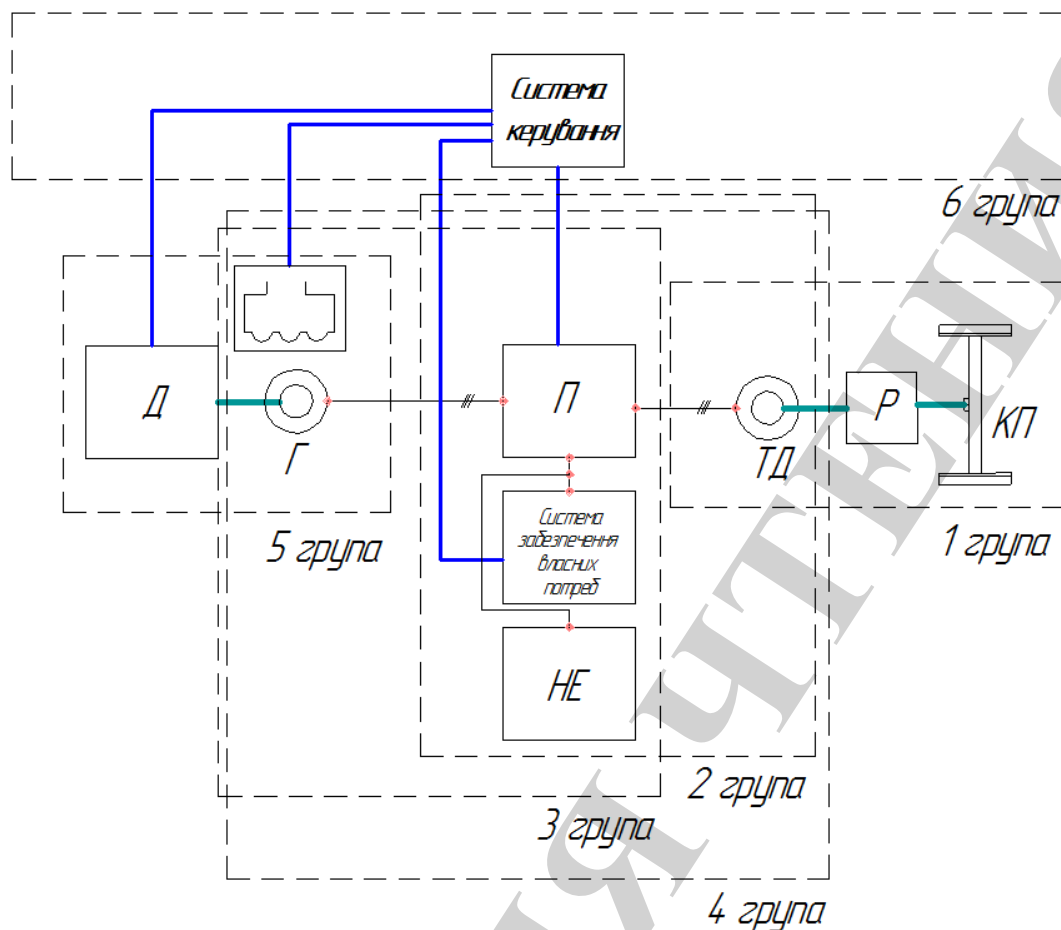 Система
керування
6 група
Д
Г
П
ТД
Р
КП
5 група
Система
забезпечення
власних
потреб
1 група
НЕ
2 група
3 група
4 група
Я ЧТЕНИ